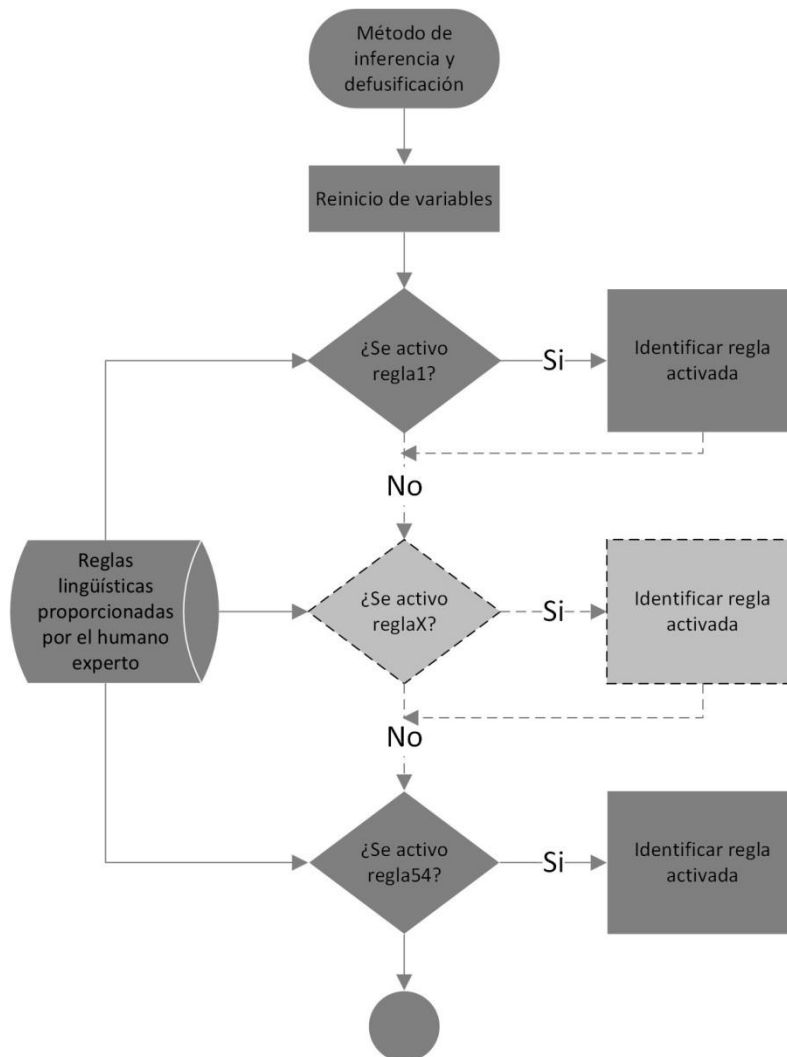 Método de
inferencia y
defusificación
Reinicio de variables
¿Se activo
regla1?
Si
Identificar regla
activada
No
Reglas
lingüísticas
proporcionadas
por el humano
experto
¿Se activo
reglaX?
Si
Identificar regla
activada
No
¿Se activo
regla54?
Si
Identificar regla
activada